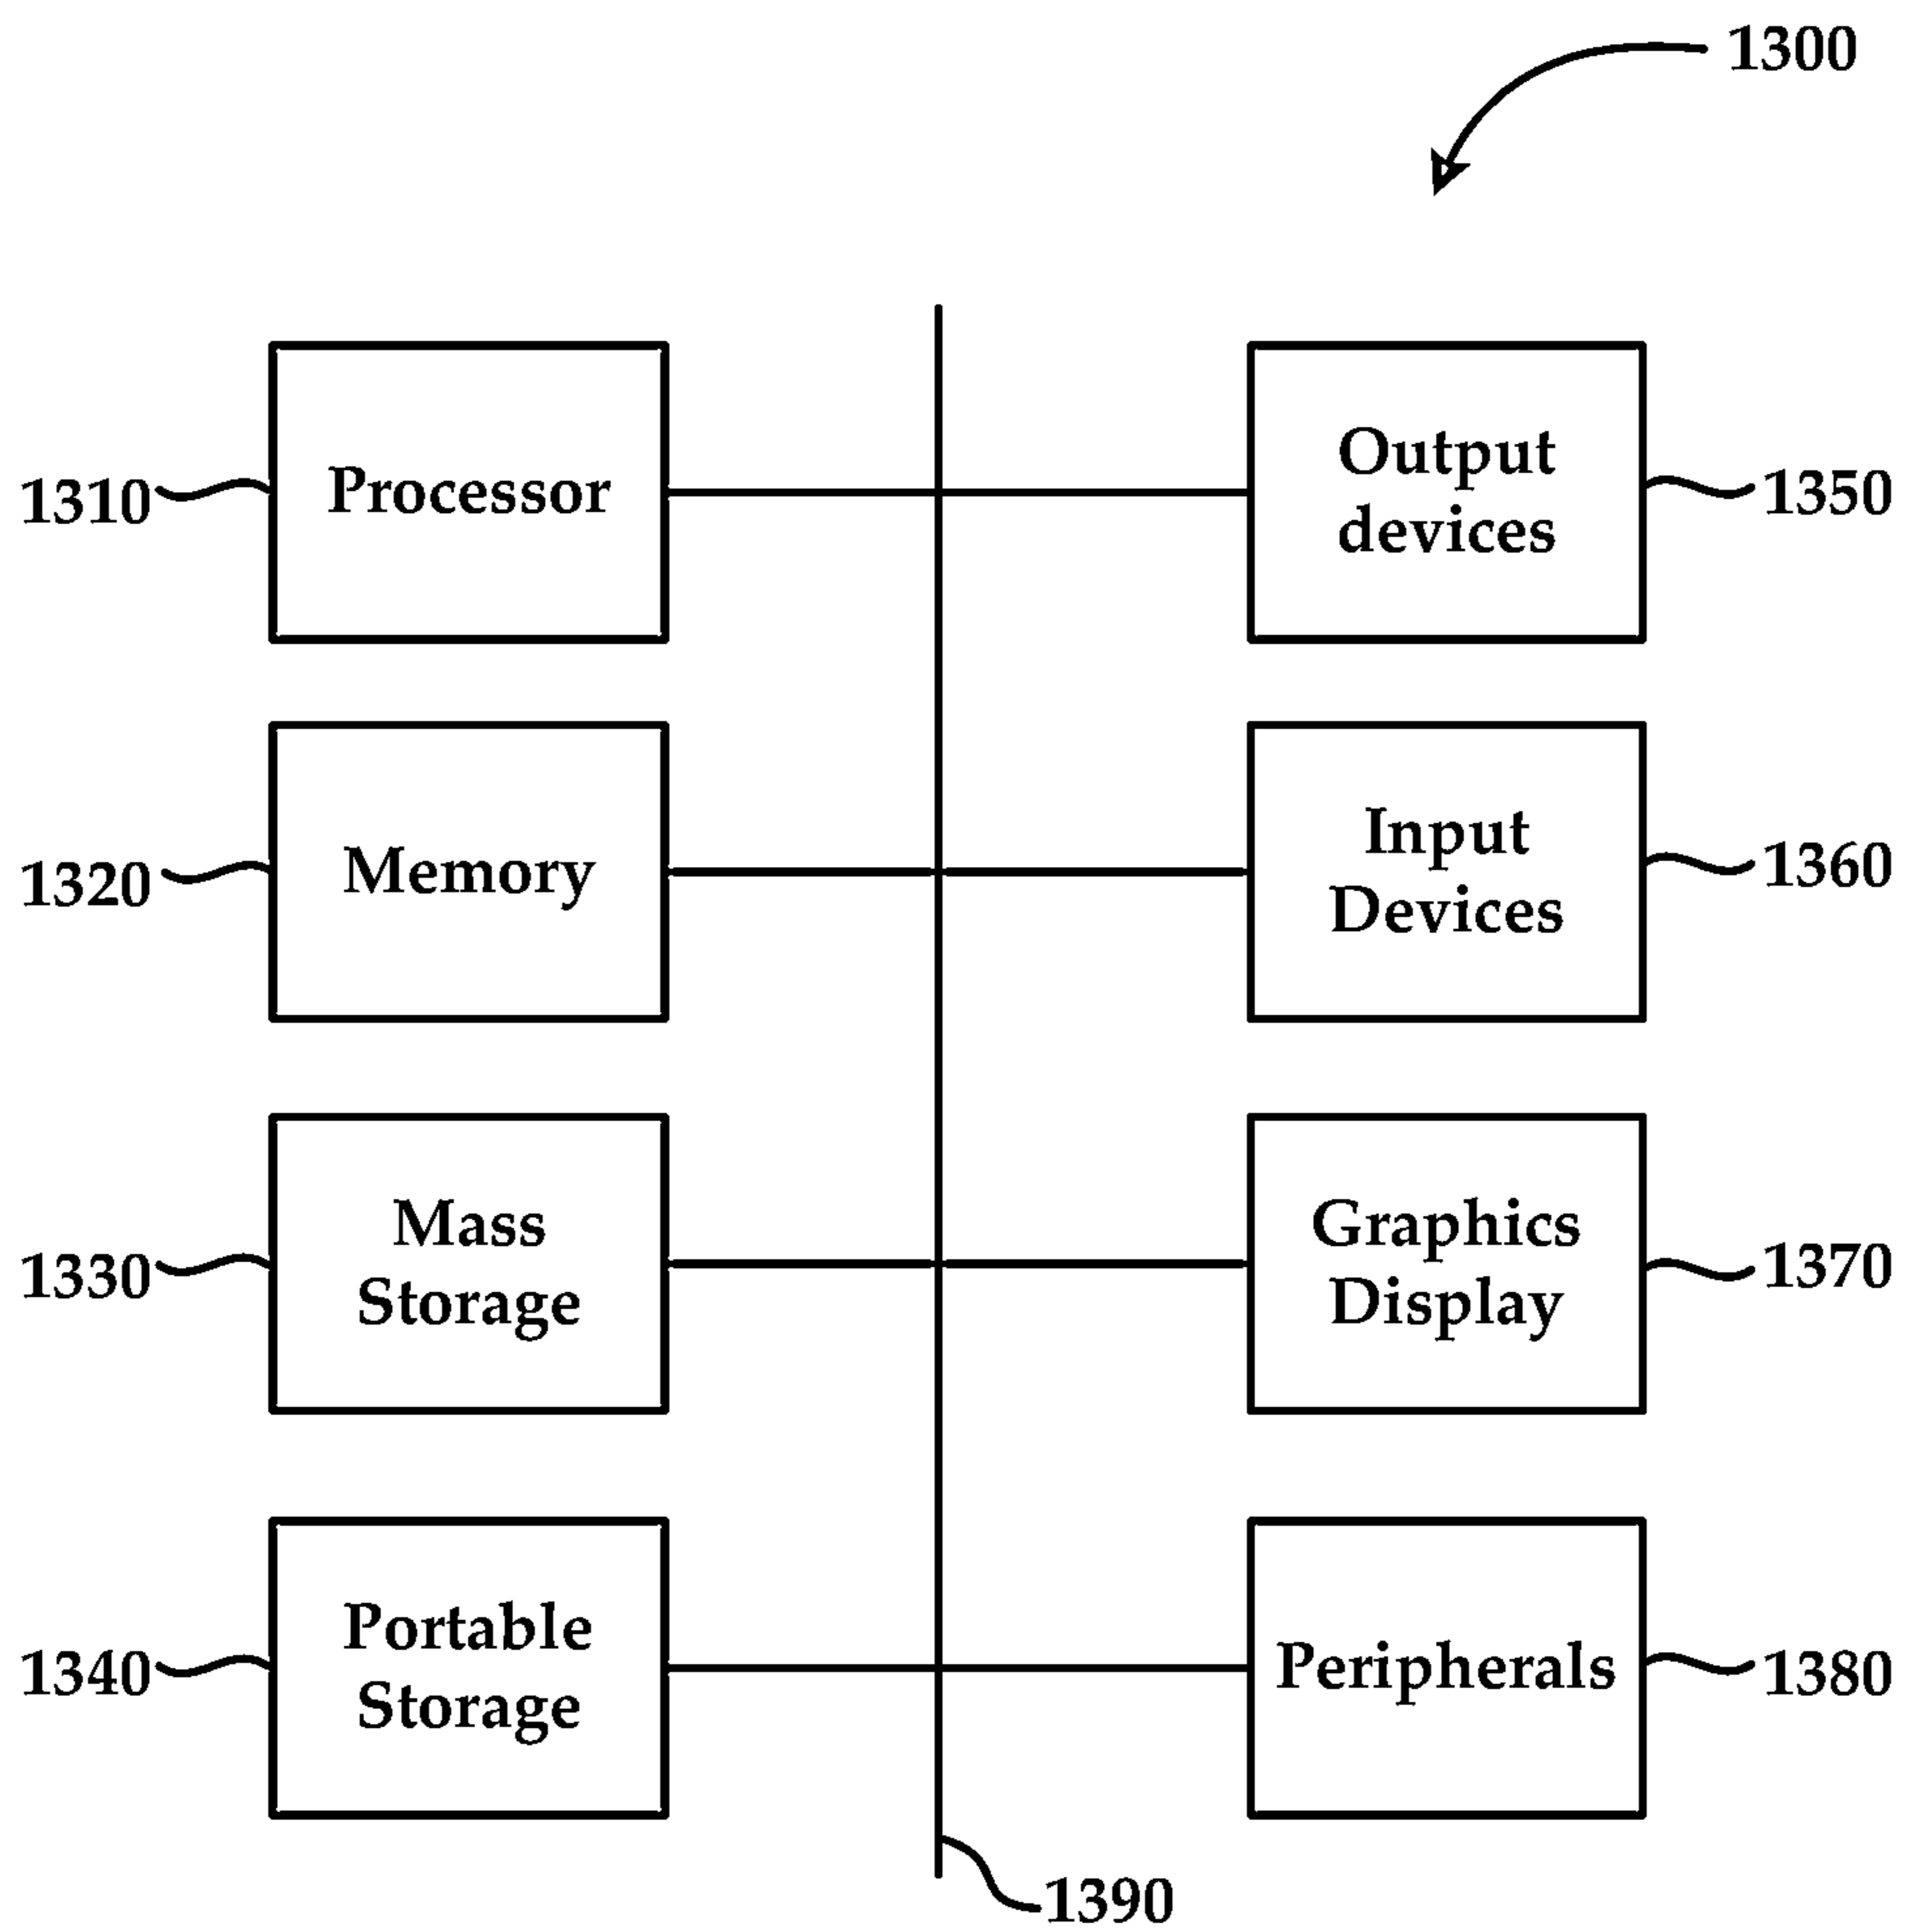 1300
1310
Processor
Output
devices
1350
1320
Memory
Input
Devices
1360
1330
Mass
Storage
Graphics
Display
1370
1340
Portable
Storage
Peripherals
1380
1390